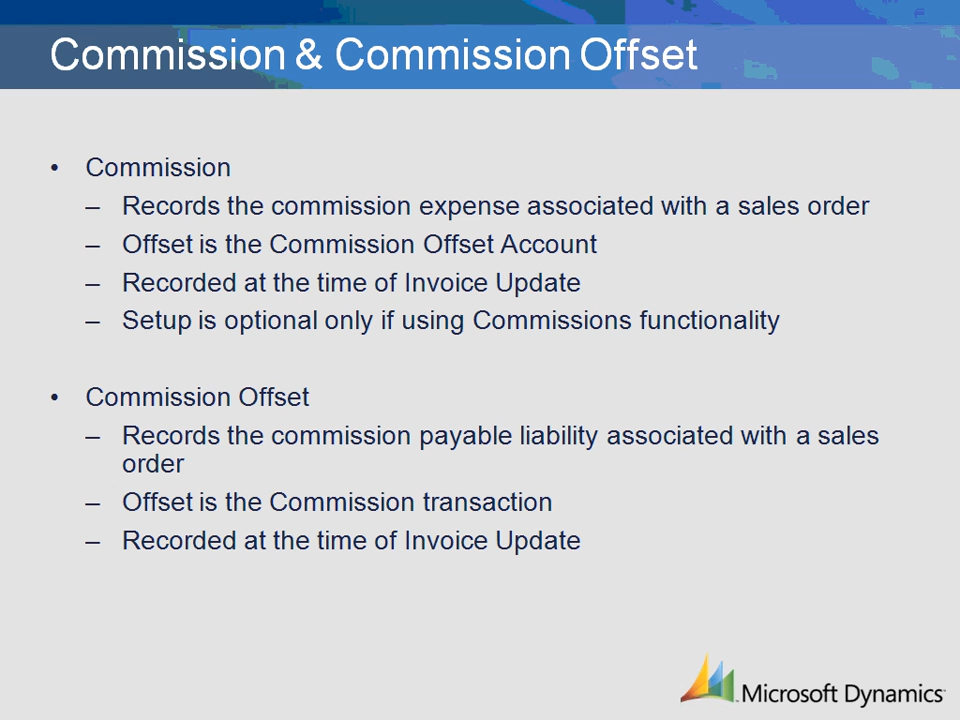 Commission & Commission Offset
• Commission
– Records the commission expense associated with a sales order
– Offset is the Commission Offset Account
– Recorded at the time of Invoice Update
– Setup is optional only if using Commissions functionality
• Commission Offset
– Records the commission payable liability associated with a sales
order
– Offset is the Commission transaction
– Recorded at the time of Invoice Update
Microsoft Dynamics